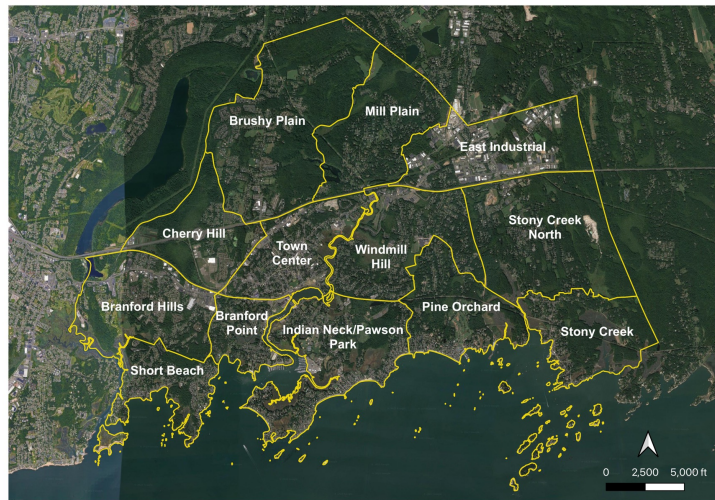 Mill Plain
Brushy Plain
East Industrial
Stony Creek
North
Cherry Hill
Town
Center
Windmill
Hill
Branford Hills
Branford
Point
Indian Neck/Pawson
Park
Pine Orchard
Stony Creek
Short Beach
0 2,500 5,000 ft